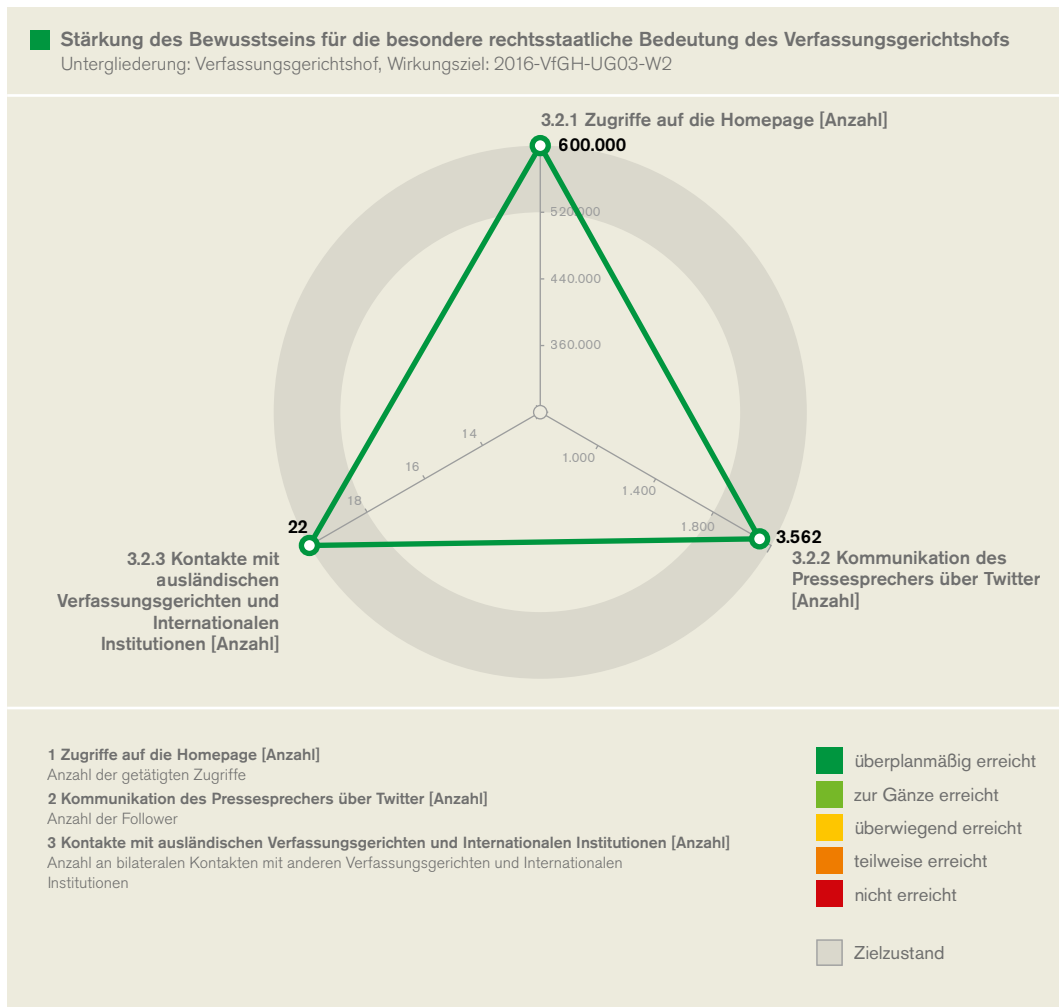 Stärkung des Bewusstseins für die besondere rechtsstaatliche Bedeutung des Verfassungsgerichtshofs
Untergliederung: Verfassungsgerichtshof, Wirkungsziel: 2016-VfGH-UG03-W2
3.2.1 Zugriffe auf die Homepage [Anzahl]
600.000
520.000
440.000
360.000
14
16
18
1.000
1.400
1.800
22
3.562
3.2.3 Kontakte mit
ausländischen
Verfassungsgerichten und
Internationalen
Institutionen [Anzahl]
3.2.2 Kommunikation des
Pressesprechers über Twitter
[Anzahl]
1 Zugriffe auf die Homepage [Anzahl]
Anzahl der getätigten Zugriffe
2 Kommunikation des Pressesprechers über Twitter [Anzahl]
Anzahl der Follower
3 Kontakte mit ausländischen Verfassungsgerichten und Internationalen Institutionen [Anzahl]
Anzahl an bilateralen Kontakten mit anderen Verfassungsgerichten und Internationalen
Institutionen
überplanmäßig erreicht
zur Gänze erreicht
überwiegend erreicht
teilweise erreicht
nicht erreicht
Zielzustand